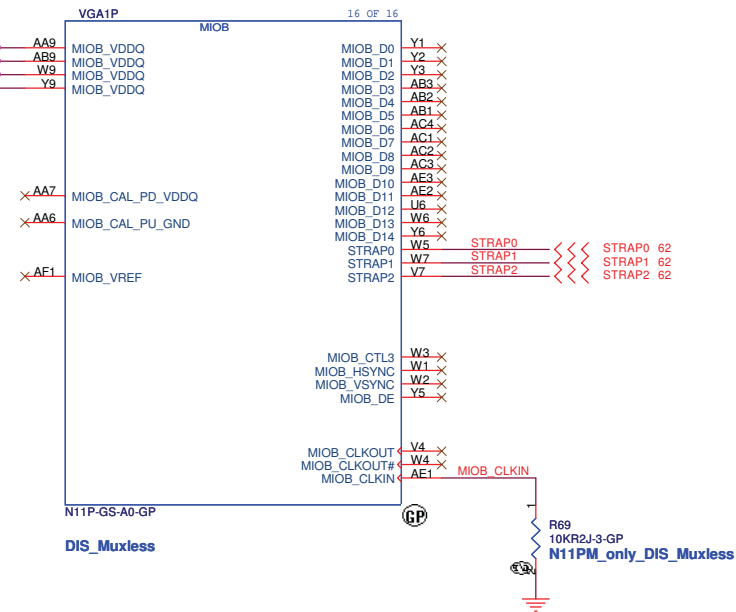 VGA1P 16 OF 16
MIOB
AA9 MIOB_VDDQ MIOB_D0 Y1
AB9 MIOB_VDDQ MIOB_D1 Y2
W9 MIOB_VDDQ MIOB_D2 Y3
Y9 MIOB_VDDQ MIOB_D3 AB3
MIOB_D4 AB2
MIOB_D5 AB1
MIOB_D6 AC4
MIOB_D7 AC1
MIOB_D8 AC2
MIOB_D9 AC3
MIOB_D10 AE3
AA7 MIOB_CAL_PD_VDDQ MIOB_D11 AE2
MIOB_D12 U6
AA6 MIOB_CAL_PU_GND MIOB_D13 W6
MIOB_D14 Y6
STRAP0 W5 STRAP0 STRAP0 62
STRAP1 W7 STRAP1 STRAP1 62
AF1 MIOB_VREF STRAP2 V7 STRAP2 STRAP2 62
MIOB_CTL3 W3
MIOB_HSYNC W1
MIOB_VSYNC W2
MIOB_DE Y5
MIOB_CLKOUT V4
MIOB_CLKOUT# W4
MIOB_CLKIN AE1 MIOB_CLKIN
N11P-GS-A0-GP
GP
1
R69
10KR2J-3-GP
DIS_Muxless
N11PM_only_DIS_Muxless